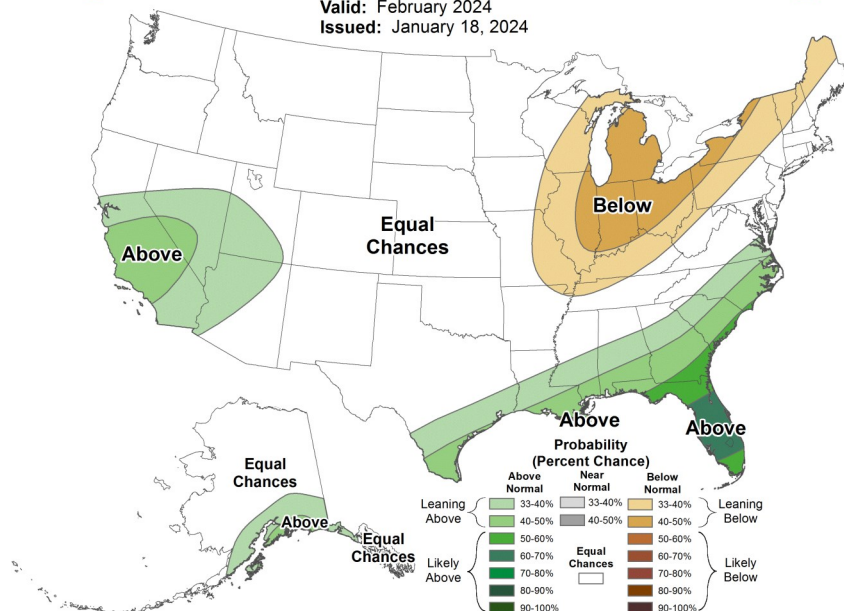 Valid: February 2024
Issued: January 18, 2024
Above
Equal
Chances
Below
Above
Above
Equal
Chances
Above
Equal
Chances
Probability
(Percent Chance)
Above
Normal
Near
Normal
Below
Normal
Leaning
Above
33-40%
40-50%
50-60%
60-70%
70-80%
80-90%
90-100%
Likely
Above
33-40%
40-50%
Equal
Chances
33-40%
40-50%
50-60%
60-70%
70-80%
80-90%
90-100%
Leaning
Below
Likely
Below